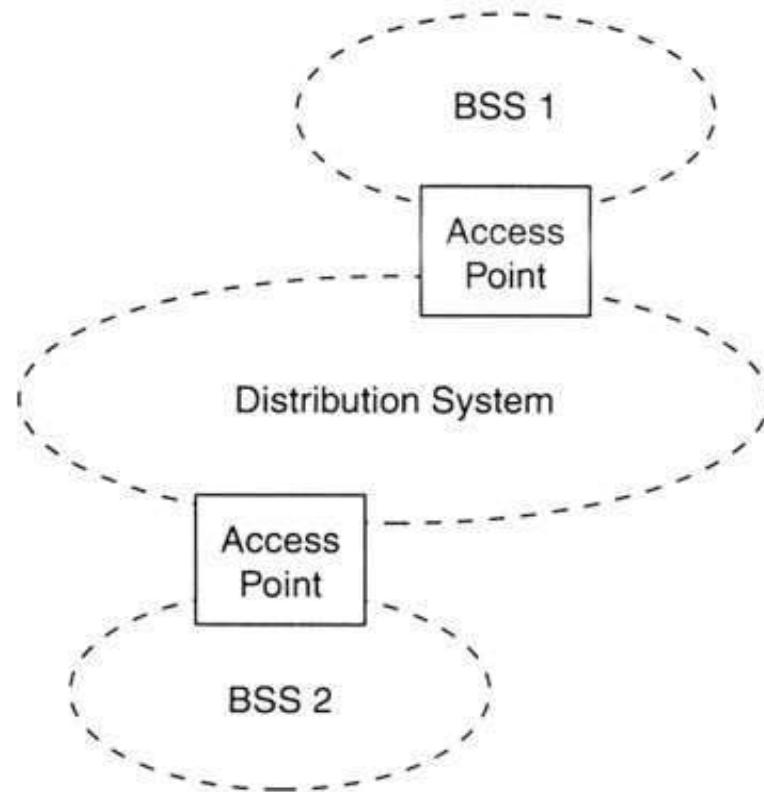 BSS 1
Access
Point
Distribution System
Access
Point
BSS 2